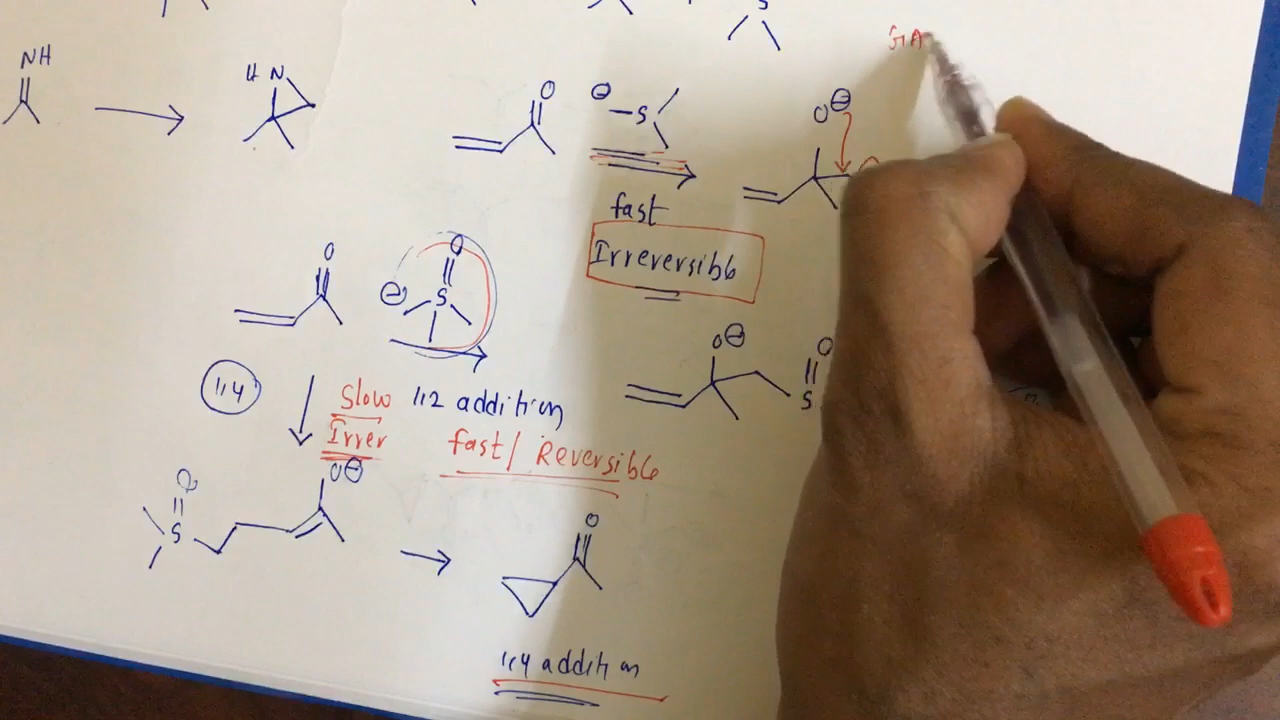 S
NH
H N
O
⊖ -S
O⊖
fast
Irreversible
O
⊖ S O
O⊖
S O
1,4
Slow 1,2 addition
Irrer fast / Reversible
O
S
O⊖
O
1,4 addition